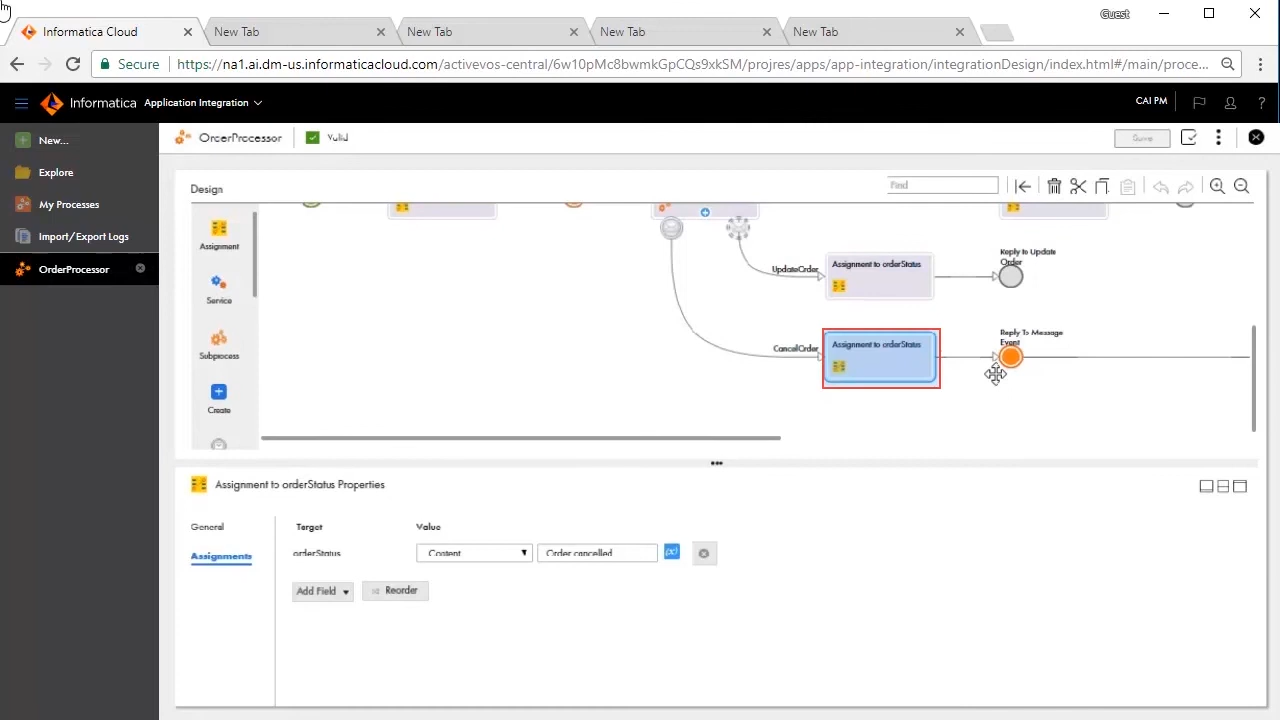 Guest
Informatica Cloud
New Tab
New Tab
New Tab
New Tab
Secure
https://na1.ai.dm-us.informaticacloud.com/activevos-central/6w10pMc8bwmkGpCQs9xkSM/projres/apps/app-integration/integrationDesign/index.html#/main/proce...
Informatica
Application Integration
CAI PM
?
New...
Explore
My Processes
Import/Export Logs
OrderProcessor
OrcerProcessor
Valid
Save
Design
Find
Assignment
Service
Subprocess
Create
UpdateOrder
Assignment to orderStatus
Reply to Update
Order
CancelOrder
Assignment to orderStatus
Reply To Message
Event
Assignment to orderStatus Properties
General
Assignments
Target
Value
orderStatus
Content
Order cancelled
Add Field
Reorder